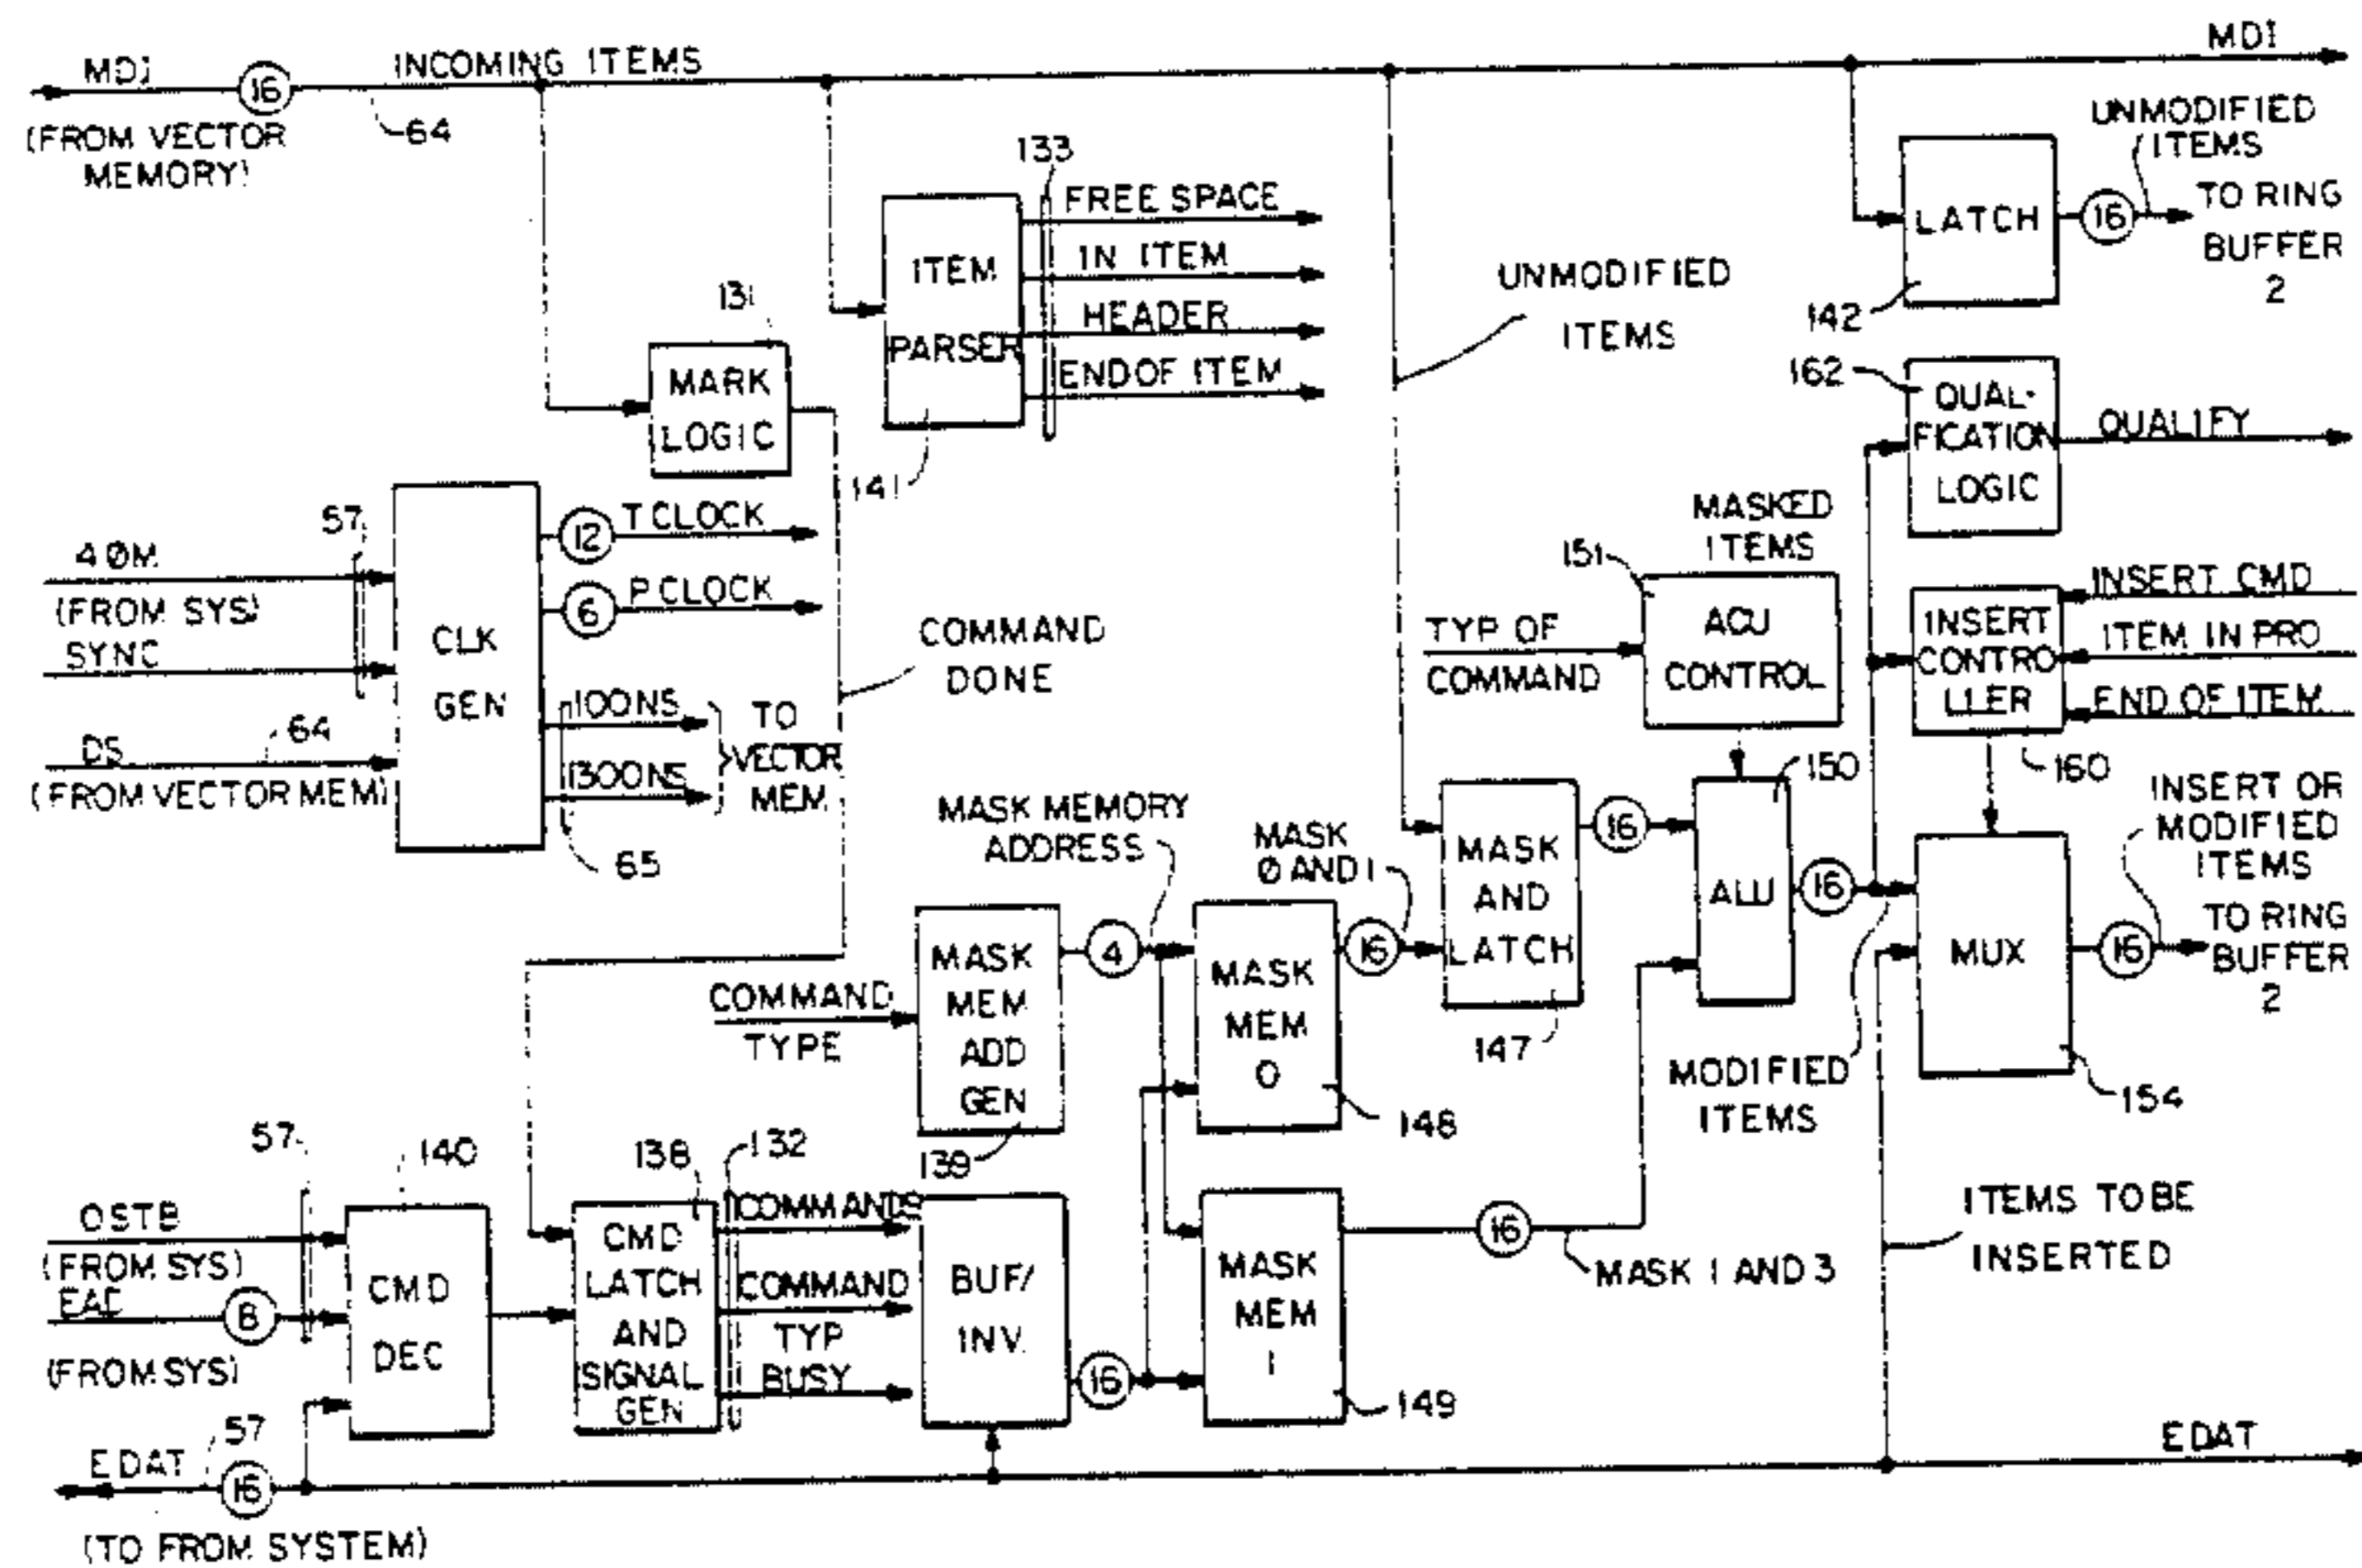 MDI
16
INCOMING ITEMS
MDI
(FROM VECTOR
MEMORY)
64
UNMODIFIED
ITEMS
133
FREE SPACE
IN ITEM
HEADER
END OF ITEM
ITEM
PARSER
141
LATCH
16
TO RING
BUFFER
2
142
UNMODIFIED
ITEMS
131
MARK
LOGIC
162
QUAL-
FICATION
LOGIC
QUALIFY
57
40M
(FROM SYS)
SYNC
64
DS
(FROM VECTOR MEM)
CLK
GEN
12
T CLOCK
6
P CLOCK
100NS
1300NS
TO
VECTOR
MEM
65
COMMAND
DONE
MASKED
ITEMS
151
TYP OF
COMMAND
ACU
CONTROL
INSERT CMD
ITEM IN PRO
END OF ITEM
INSERT
CONTRO
LLER
160
150
MASK MEMORY
ADDRESS
MASK
0 AND 1
MASK
AND
LATCH
147
16
ALU
16
INSERT OR
MODIFIED
ITEMS
MUX
16
TO RING
BUFFER
2
154
COMMAND
TYPE
MASK
MEM
ADD
GEN
139
4
MASK
MEM
0
148
16
MODIFIED
ITEMS
57
140
138
132
OSTB
(FROM SYS)
EAD
8
(FROM SYS)
CMD
DEC
CMD
LATCH
AND
SIGNAL
GEN
COMMANDS
COMMAND
TYP
BUSY
BUF/
INV.
16
MASK
MEM
1
149
16
MASK 1 AND 3
ITEMS TO BE
INSERTED
EDAT
57
16
(TO FROM SYSTEM)
EDAT